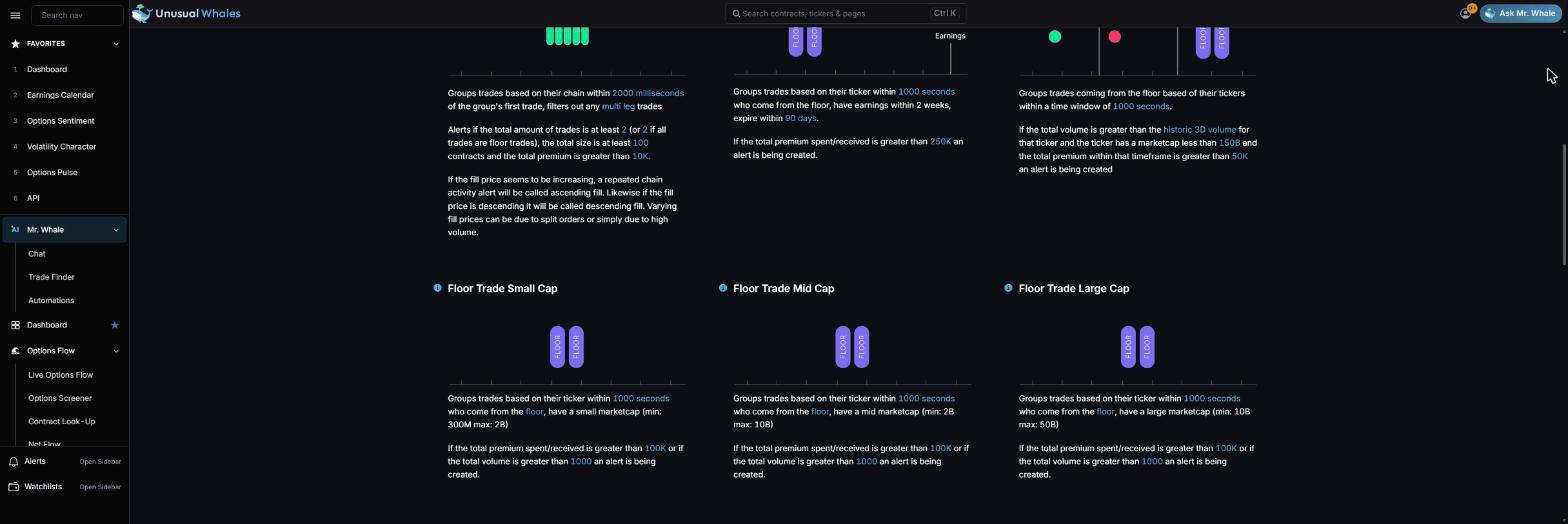 Search nav
Unusual Whales
Search contracts, tickers & pages
Ctrl K
9+
Ask Mr. Whale
FAVORITES
1 Dashboard
2 Earnings Calendar
3 Options Sentiment
4 Volatility Character
5 Options Pulse
6 API
AI Mr. Whale
Chat
Trade Finder
Automations
Dashboard
Options Flow
Live Options Flow
Options Screener
Contract Look-Up
Net Flow
Alerts Open Sidebar
Watchlists Open Sidebar
Groups trades based on their chain within 2000 milliseconds
of the group's first trade, filters out any multi leg trades
Alerts if the total amount of trades is at least 2 (or 2 if all
trades are floor trades), the total size is at least 100
contracts and the total premium is greater than 10K.
If the fill price seems to be increasing, a repeated chain
activity alert will be called ascending fill. Likewise if the fill
price is descending it will be called descending fill. Varying
fill prices can be due to split orders or simply due to high
volume.
FLOOR FLOOR
Earnings
Groups trades based on their ticker within 1000 seconds
who come from the floor, have earnings within 2 weeks,
expire within 90 days.
If the total premium spent/received is greater than 250K an
alert is being created.
FLOOR FLOOR
Groups trades coming from the floor based of their tickers
within a time window of 1000 seconds.
If the total volume is greater than the historic 3D volume for
that ticker and the ticker has a marketcap less than 150B and
the total premium within that timeframe is greater than 50K
an alert is being created
Floor Trade Small Cap
FLOOR FLOOR
Groups trades based on their ticker within 1000 seconds
who come from the floor, have a small marketcap (min:
300M max: 2B)
If the total premium spent/received is greater than 100K or if
the total volume is greater than 1000 an alert is being
created.
Floor Trade Mid Cap
FLOOR FLOOR
Groups trades based on their ticker within 1000 seconds
who come from the floor, have a mid marketcap (min: 2B
max: 10B)
If the total premium spent/received is greater than 100K or if
the total volume is greater than 1000 an alert is being
created.
Floor Trade Large Cap
FLOOR FLOOR
Groups trades based on their ticker within 1000 seconds
who come from the floor, have a large marketcap (min: 10B
max: 50B)
If the total premium spent/received is greater than 100K or if
the total volume is greater than 1000 an alert is being
created.